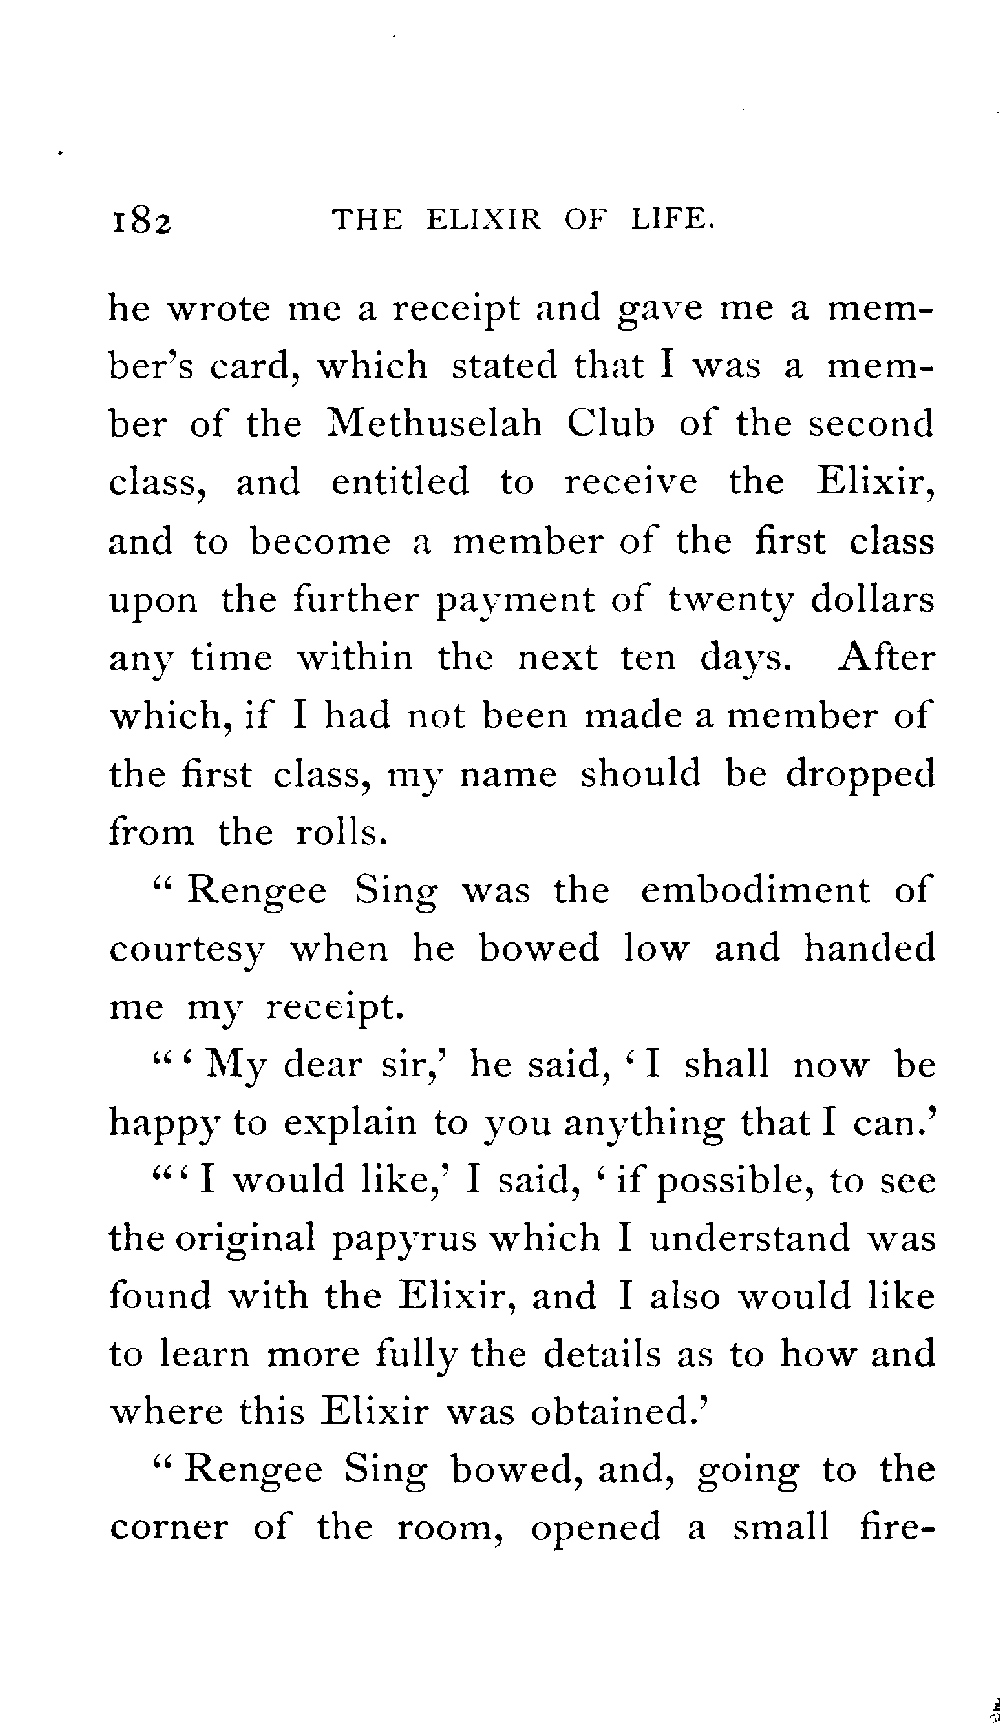 182 THE ELIXIR OF LIFE.
he wrote me a receipt and gave me a mem-
ber's card, which stated that I was a mem-
ber of the Methuselah Club of the second
class, and entitled to receive the Elixir,
and to become a member of the first class
upon the further payment of twenty dollars
any time within the next ten days. After
which, if I had not been made a member of
the first class, my name should be dropped
from the rolls.
“ Rengee Sing was the embodiment of
courtesy when he bowed low and handed
me my receipt.
“ ‘ My dear sir,’ he said, ‘ I shall now be
happy to explain to you anything that I can.’
“ ‘ I would like,’ I said, ‘ if possible, to see
the original papyrus which I understand was
found with the Elixir, and I also would like
to learn more fully the details as to how and
where this Elixir was obtained.’
“ Rengee Sing bowed, and, going to the
corner of the room, opened a small fire-